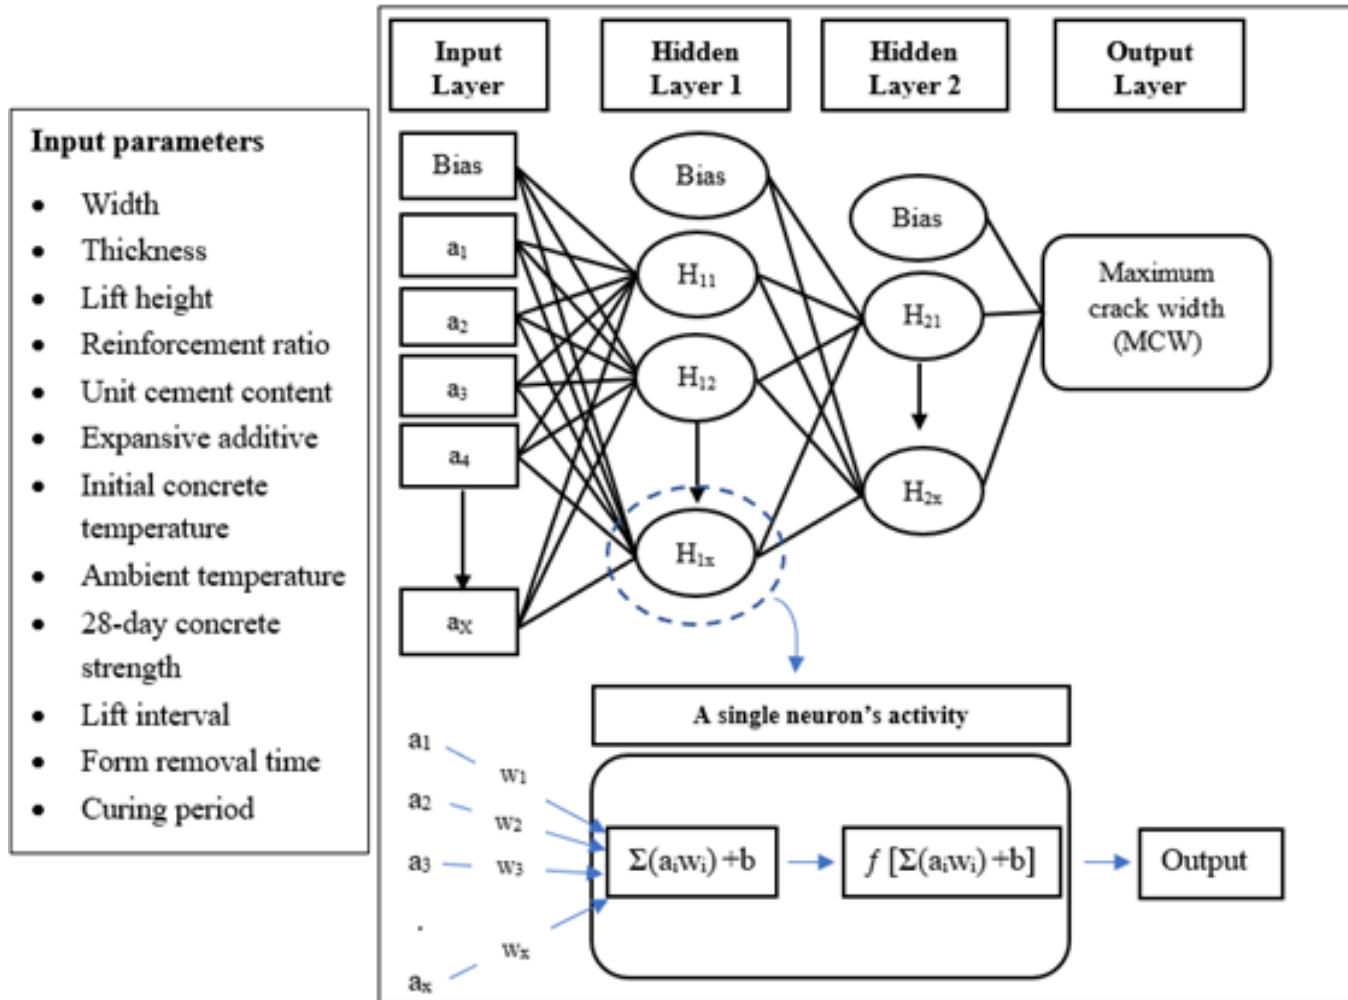 Input parameters
• Width
• Thickness
• Lift height
• Reinforcement ratio
• Unit cement content
• Expansive additive
• Initial concrete
temperature
• Ambient temperature
• 28-day concrete
strength
• Lift interval
• Form removal time
• Curing period
Input
Layer
Hidden
Layer 1
Hidden
Layer 2
Output
Layer
Bias
a₁
a₂
a₃
a₄
aₓ
Bias
H₁₁
H₁₂
H₁ₓ
Bias
H₂₁
H₂ₓ
Maximum
crack width
(MCW)
A single neuron's activity
a₁
a₂
a₃
.
aₓ
w₁
w₂
w₃
wₓ
Σ(aᵢwᵢ) +b
f [Σ(aᵢwᵢ) +b]
Output